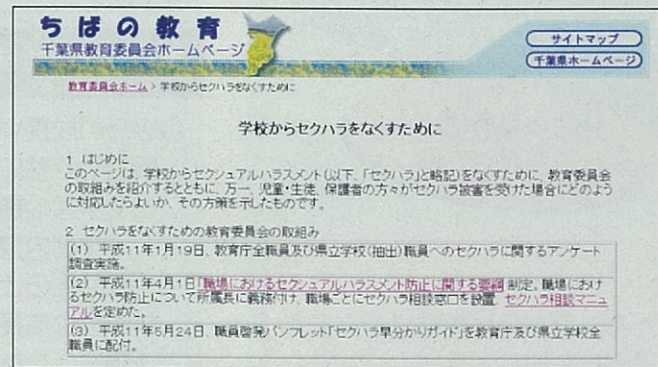 ちばの教育
千葉県教育委員会ホームページ
サイトマップ
千葉県ホームページ
教育委員会ホーム > 学校からセクハラをなくすために
学校からセクハラをなくすために
1 はじめに
このページは、学校からセクシュアルハラスメント(以下、「セクハラ」と略記)をなくすために、教育委員会
の取組みを紹介するとともに、万一、児童・生徒、保護者の方々がセクハラ被害を受けた場合にどのよう
に対応したらよいか、その方策を示したものです。
2 セクハラをなくすための教育委員会の取組み
(1) 平成11年1月19日、教育庁全職員及び県立学校(抽出)職員へのセクハラに関するアンケート
調査実施。
(2) 平成11年4月1日「職場におけるセクシュアルハラスメント防止に関する要綱 制定。職場におけ
るセクハラ防止について所属長に義務付け、職場ごとにセクハラ相談窓口を設置 セクハラ相談マニュ
アルを定めた。
(3) 平成11年5月24日、職員啓発パンフレット「セクハラ早分かりガイド」を教育庁及び県立学校全
職員に配付。